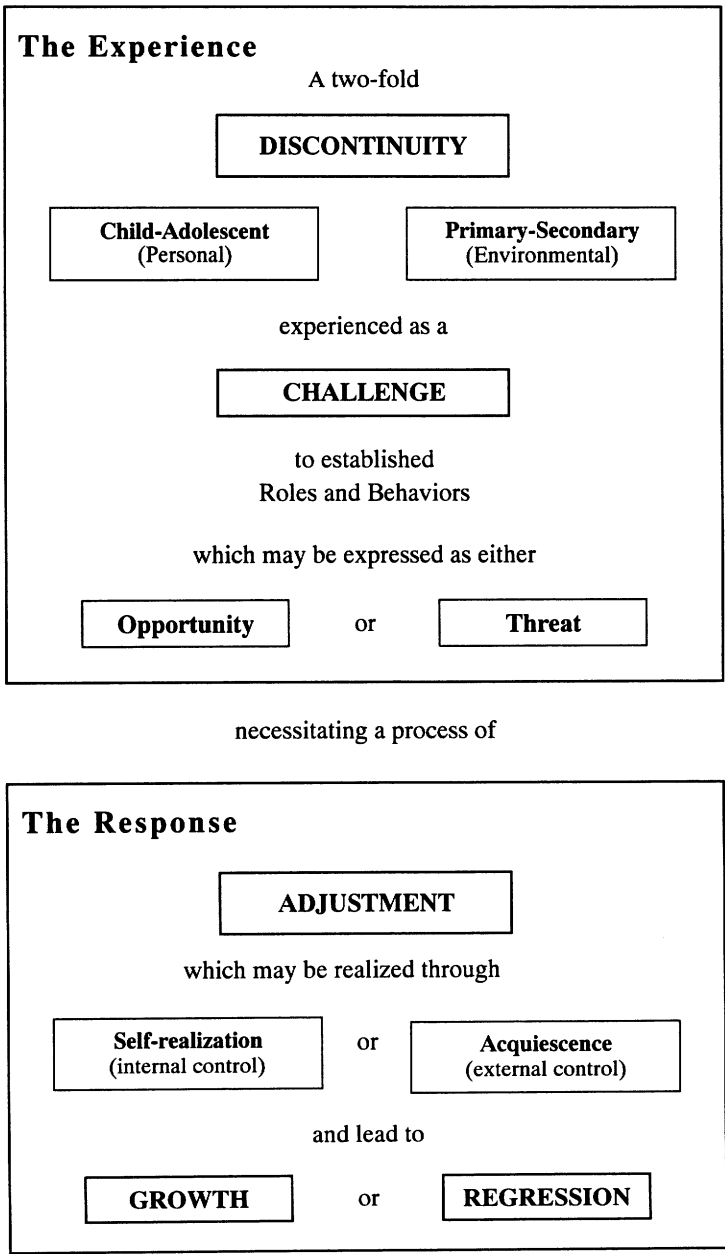 The Experience
A two-fold
DISCONTINUITY
Child-Adolescent
(Personal)
Primary-Secondary
(Environmental)
experienced as a
CHALLENGE
to established
Roles and Behaviors
which may be expressed as either
Opportunity or Threat
necessitating a process of
The Response
ADJUSTMENT
which may be realized through
Self-realization
(internal control)
or
Acquiescence
(external control)
and lead to
GROWTH or REGRESSION